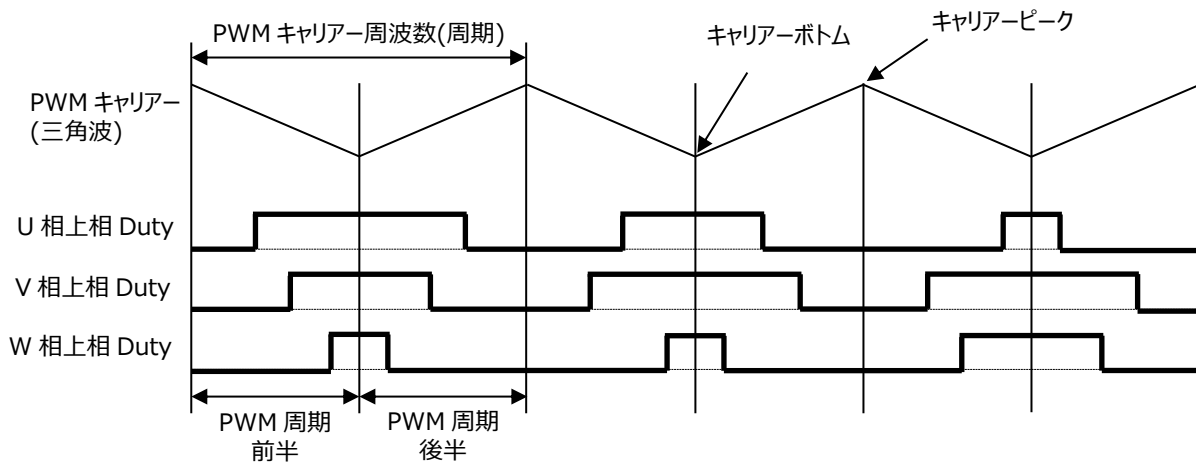 PWM キャリアー周波数(周期)
キャリアーボトム
キャリアーピーク
PWM キャリアー
(三角波)
U 相上相 Duty
V 相上相 Duty
W 相上相 Duty
PWM 周期
前半
PWM 周期
後半